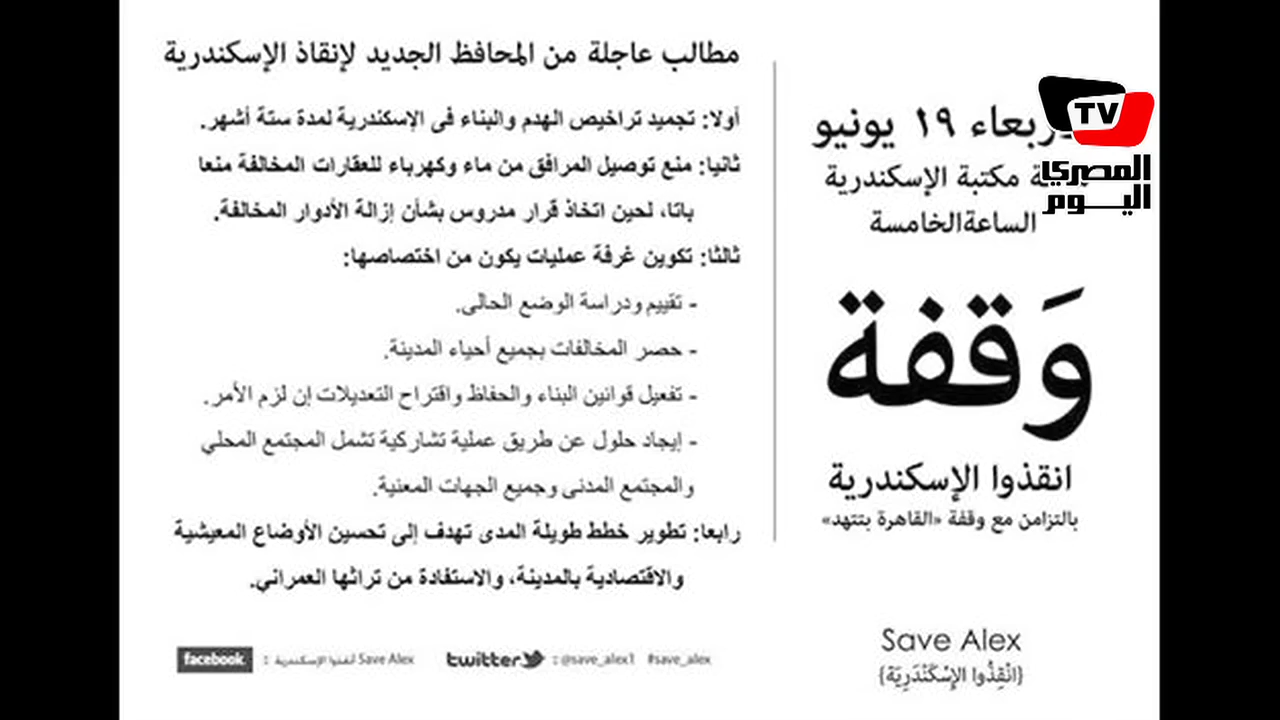 مطالب عاجلة من المحافظ الجديد لإنقاذ الإسكندرية
أولا: تجميد تراخيص الهدم والبناء فى الإسكندرية لمدة ستة أشهر.
ثانيا: منع توصيل المرافق من ماء وكهرباء للعقارات المخالفة منعا
باتا، لحين اتخاذ قرار مدروس بشأن إزالة الأدوار المخالفة.
ثالثا: تكوين غرفة عمليات يكون من اختصاصها:
- تقييم ودراسة الوضع الحالى.
- حصر المخالفات بجميع أحياء المدينة.
- تفعيل قوانين البناء والحفاظ واقتراح التعديلات إن لزم الأمر.
- إيجاد حلول عن طريق عملية تشاركية تشمل المجتمع المحلي
والمجتمع المدنى وجميع الجهات المعنية.
رابعا: تطوير خطط طويلة المدى تهدف إلى تحسين الأوضاع المعيشية
والاقتصادية بالمدينة، والاستفادة من تراثها العمراني.
facebook : Save Alex أنقذوا الإسكندرية
twitter : @save_alex1 #save_alex
١٩ يونيو
مكتبة الإسكندرية
الساعةالخامسة
وَقفة
انقذوا الإسكندرية
بالتزامن مع وقفة «القاهرة بتتهد»
Save Alex
{انْقِذُوا الإِسْكَنْدَرِيَّة}
TV
المصري
اليوم